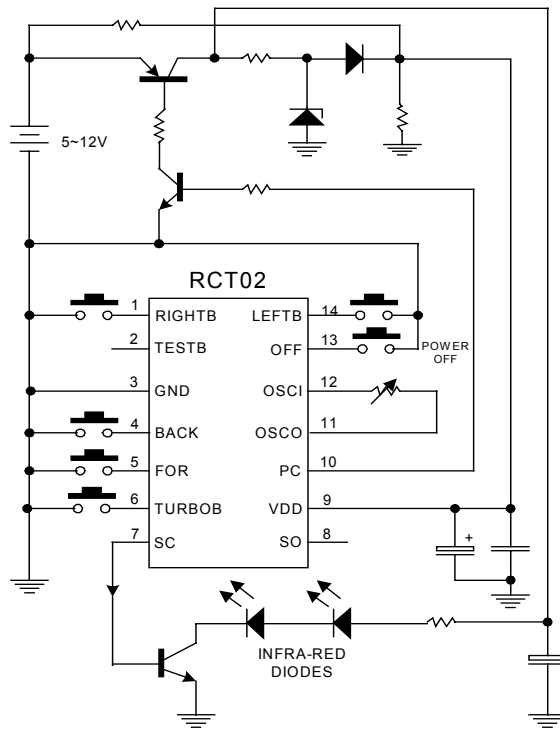 5~12V
RCT02
1 RIGHTB
2 TESTB
3 GND
4 BACK
5 FOR
6 TURBOB
7 SC
LEFTB 14
OFF 13
POWER
OFF
OSCI 12
OSCO 11
PC 10
VDD 9
SO 8
+
INFRA-RED
DIODES